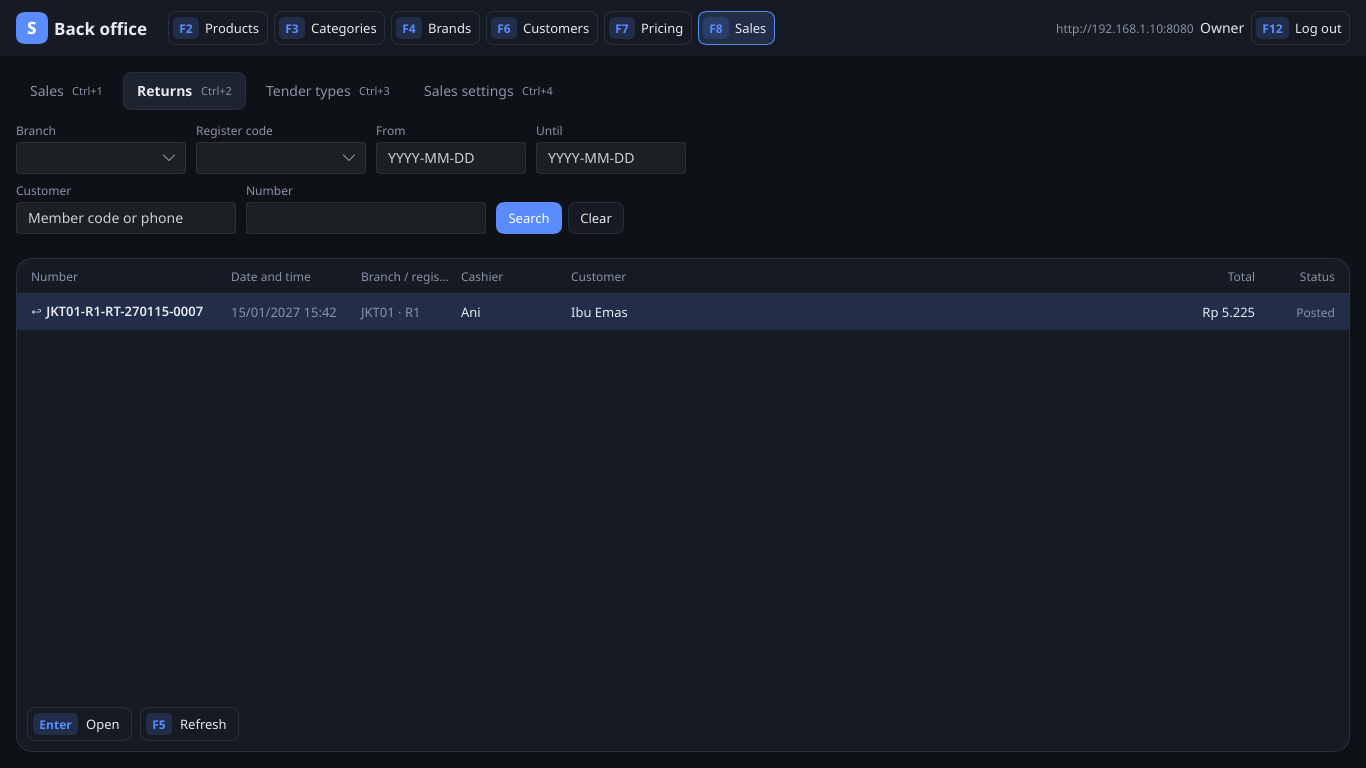 S Back office F2 Products F3 Categories F4 Brands F6 Customers F7 Pricing F8 Sales http://192.168.1.10:8080 Owner F12 Log out
Sales Ctrl+1 Returns Ctrl+2 Tender types Ctrl+3 Sales settings Ctrl+4
Branch Register code From Until
YYYY-MM-DD YYYY-MM-DD
Customer Number
Member code or phone Search Clear
Number Date and time Branch / regis... Cashier Customer Total Status
↩ JKT01-R1-RT-270115-0007 15/01/2027 15:42 JKT01 · R1 Ani Ibu Emas Rp 5.225 Posted
Enter Open F5 Refresh